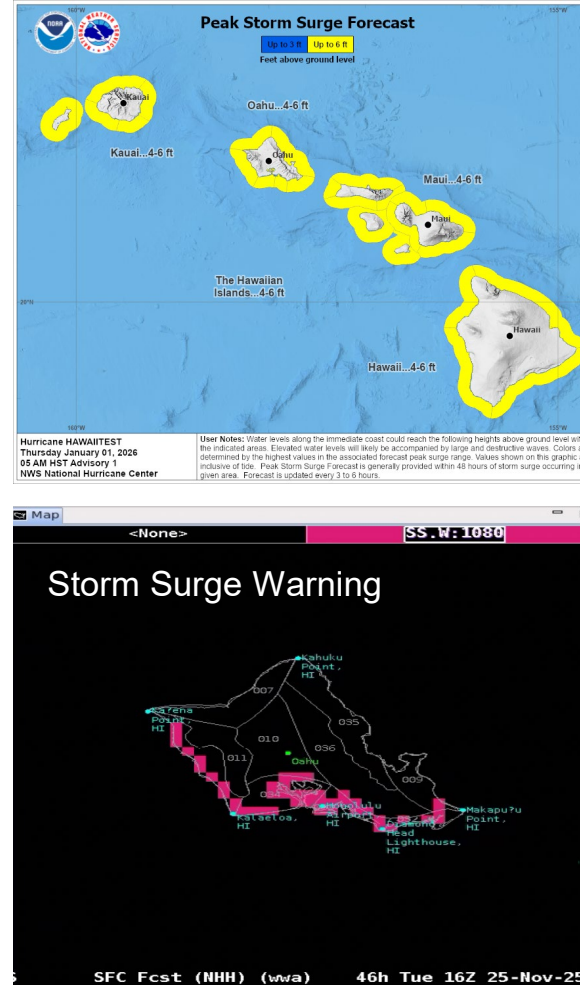 160°W
155°W
NOAA
NATIONAL WEATHER SERVICE
Peak Storm Surge Forecast
Up to 3 ft Up to 6 ft
Feet above ground level
Kauai
Oahu...4-6 ft
Kauai...4-6 ft
Oahu
Maui...4-6 ft
Maui
The Hawaiian
Islands...4-6 ft
20°N
Hawaii
Hawaii...4-6 ft
160°W
155°W
Hurricane HAWAIITEST
Thursday January 01, 2026
05 AM HST Advisory 1
NWS National Hurricane Center
User Notes: Water levels along the immediate coast could reach the following heights above ground level wi
the indicated areas. Elevated water levels will likely be accompanied by large and destructive waves. Colors
determined by the highest values in the associated forecast peak surge range. Values shown on this graphic
inclusive of tide. Peak Storm Surge Forecast is generally provided within 48 hours of storm surge occurring i
given area. Forecast is updated every 3 to 6 hours.
Map
<None>
SS.W:1080
Storm Surge Warning
Kahuku
Point,
HI
007
Point,
HI
035
010
036
Oahu
011
009
Kalaeloa,
HI
Airport,
HI
Head
Lighthouse,
HI
Makapu?u
Point,
HI
SFC Fcst (NHH) (wwa) 46h Tue 16Z 25-Nov-25